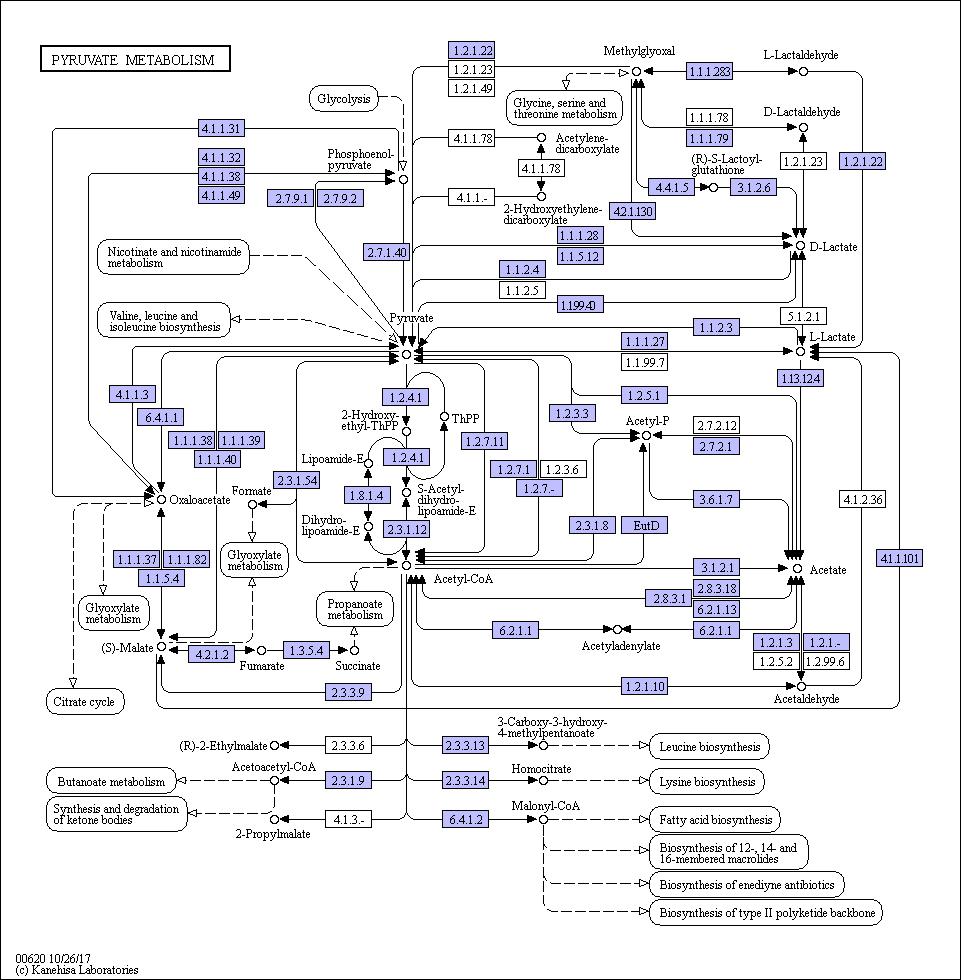 PYRUVATE METABOLISM
1.2.1.22
1.2.1.23
1.2.1.49
Methylglyoxal
1.1.1.283
L-Lactaldehyde
Glycolysis
Glycine, serine and
threonine metabolism
1.1.1.78
1.1.1.79
D-Lactaldehyde
4.1.1.31
4.1.1.32
4.1.1.38
4.1.1.49
Phosphoenol-
pyruvate
4.1.1.78
Acetylene-
dicarboxylate
4.1.1.78
(R)-S-Lactoyl-
glutathione
1.2.1.23
1.2.1.22
2.7.9.1
2.7.9.2
4.1.1.-
2-Hydroxyethylene-
dicarboxylate
4.4.1.5
3.1.2.6
4.2.1.130
Nicotinate and nicotinamide
metabolism
2.7.1.40
1.1.1.28
1.1.5.12
D-Lactate
1.1.2.4
1.1.2.5
1.1.99.40
Valine, leucine and
isoleucine biosynthesis
Pyruvate
5.1.2.1
1.1.2.3
L-Lactate
1.1.1.27
1.1.99.7
1.13.12.4
4.1.1.3
6.4.1.1
1.2.4.1
1.2.5.1
1.2.3.3
2-Hydroxy-
ethyl-ThPP
ThPP
Acetyl-P
2.7.2.12
2.7.2.1
1.1.1.38
1.1.1.39
1.1.1.40
1.2.7.11
Lipoamide-E
1.2.4.1
1.2.7.1
1.2.3.6
1.2.7.-
2.3.1.54
Formate
Oxaloacetate
1.8.1.4
S-Acetyl-
dihydro-
lipoamide-E
3.6.1.7
4.1.2.36
Dihydro-
lipoamide-E
2.3.1.12
2.3.1.8
EutD
1.1.1.37
1.1.1.82
1.1.5.4
Glyoxylate
metabolism
4.1.1.101
Acetyl-CoA
3.1.2.1
Acetate
2.8.3.18
2.8.3.1
6.2.1.13
Glyoxylate
metabolism
Propanoate
metabolism
6.2.1.1
6.2.1.1
Acetyladenylate
(S)-Malate
4.2.1.2
Fumarate
1.3.5.4
Succinate
1.2.1.3
1.2.1.-
1.2.5.2
1.2.99.6
2.3.3.9
1.2.1.10
Acetaldehyde
Citrate cycle
(R)-2-Ethylmalate
2.3.3.6
2.3.3.13
3-Carboxy-3-hydroxy-
4-methylpentanoate
Leucine biosynthesis
Acetoacetyl-CoA
Butanoate metabolism
2.3.1.9
2.3.3.14
Homocitrate
Lysine biosynthesis
Synthesis and degradation
of ketone bodies
2-Propylmalate
4.1.3.-
6.4.1.2
Malonyl-CoA
Fatty acid biosynthesis
Biosynthesis of 12-, 14- and
16-membered macrolides
Biosynthesis of enediyne antibiotics
Biosynthesis of type II polyketide backbone
00620 10/26/17
(c) Kanehisa Laboratories